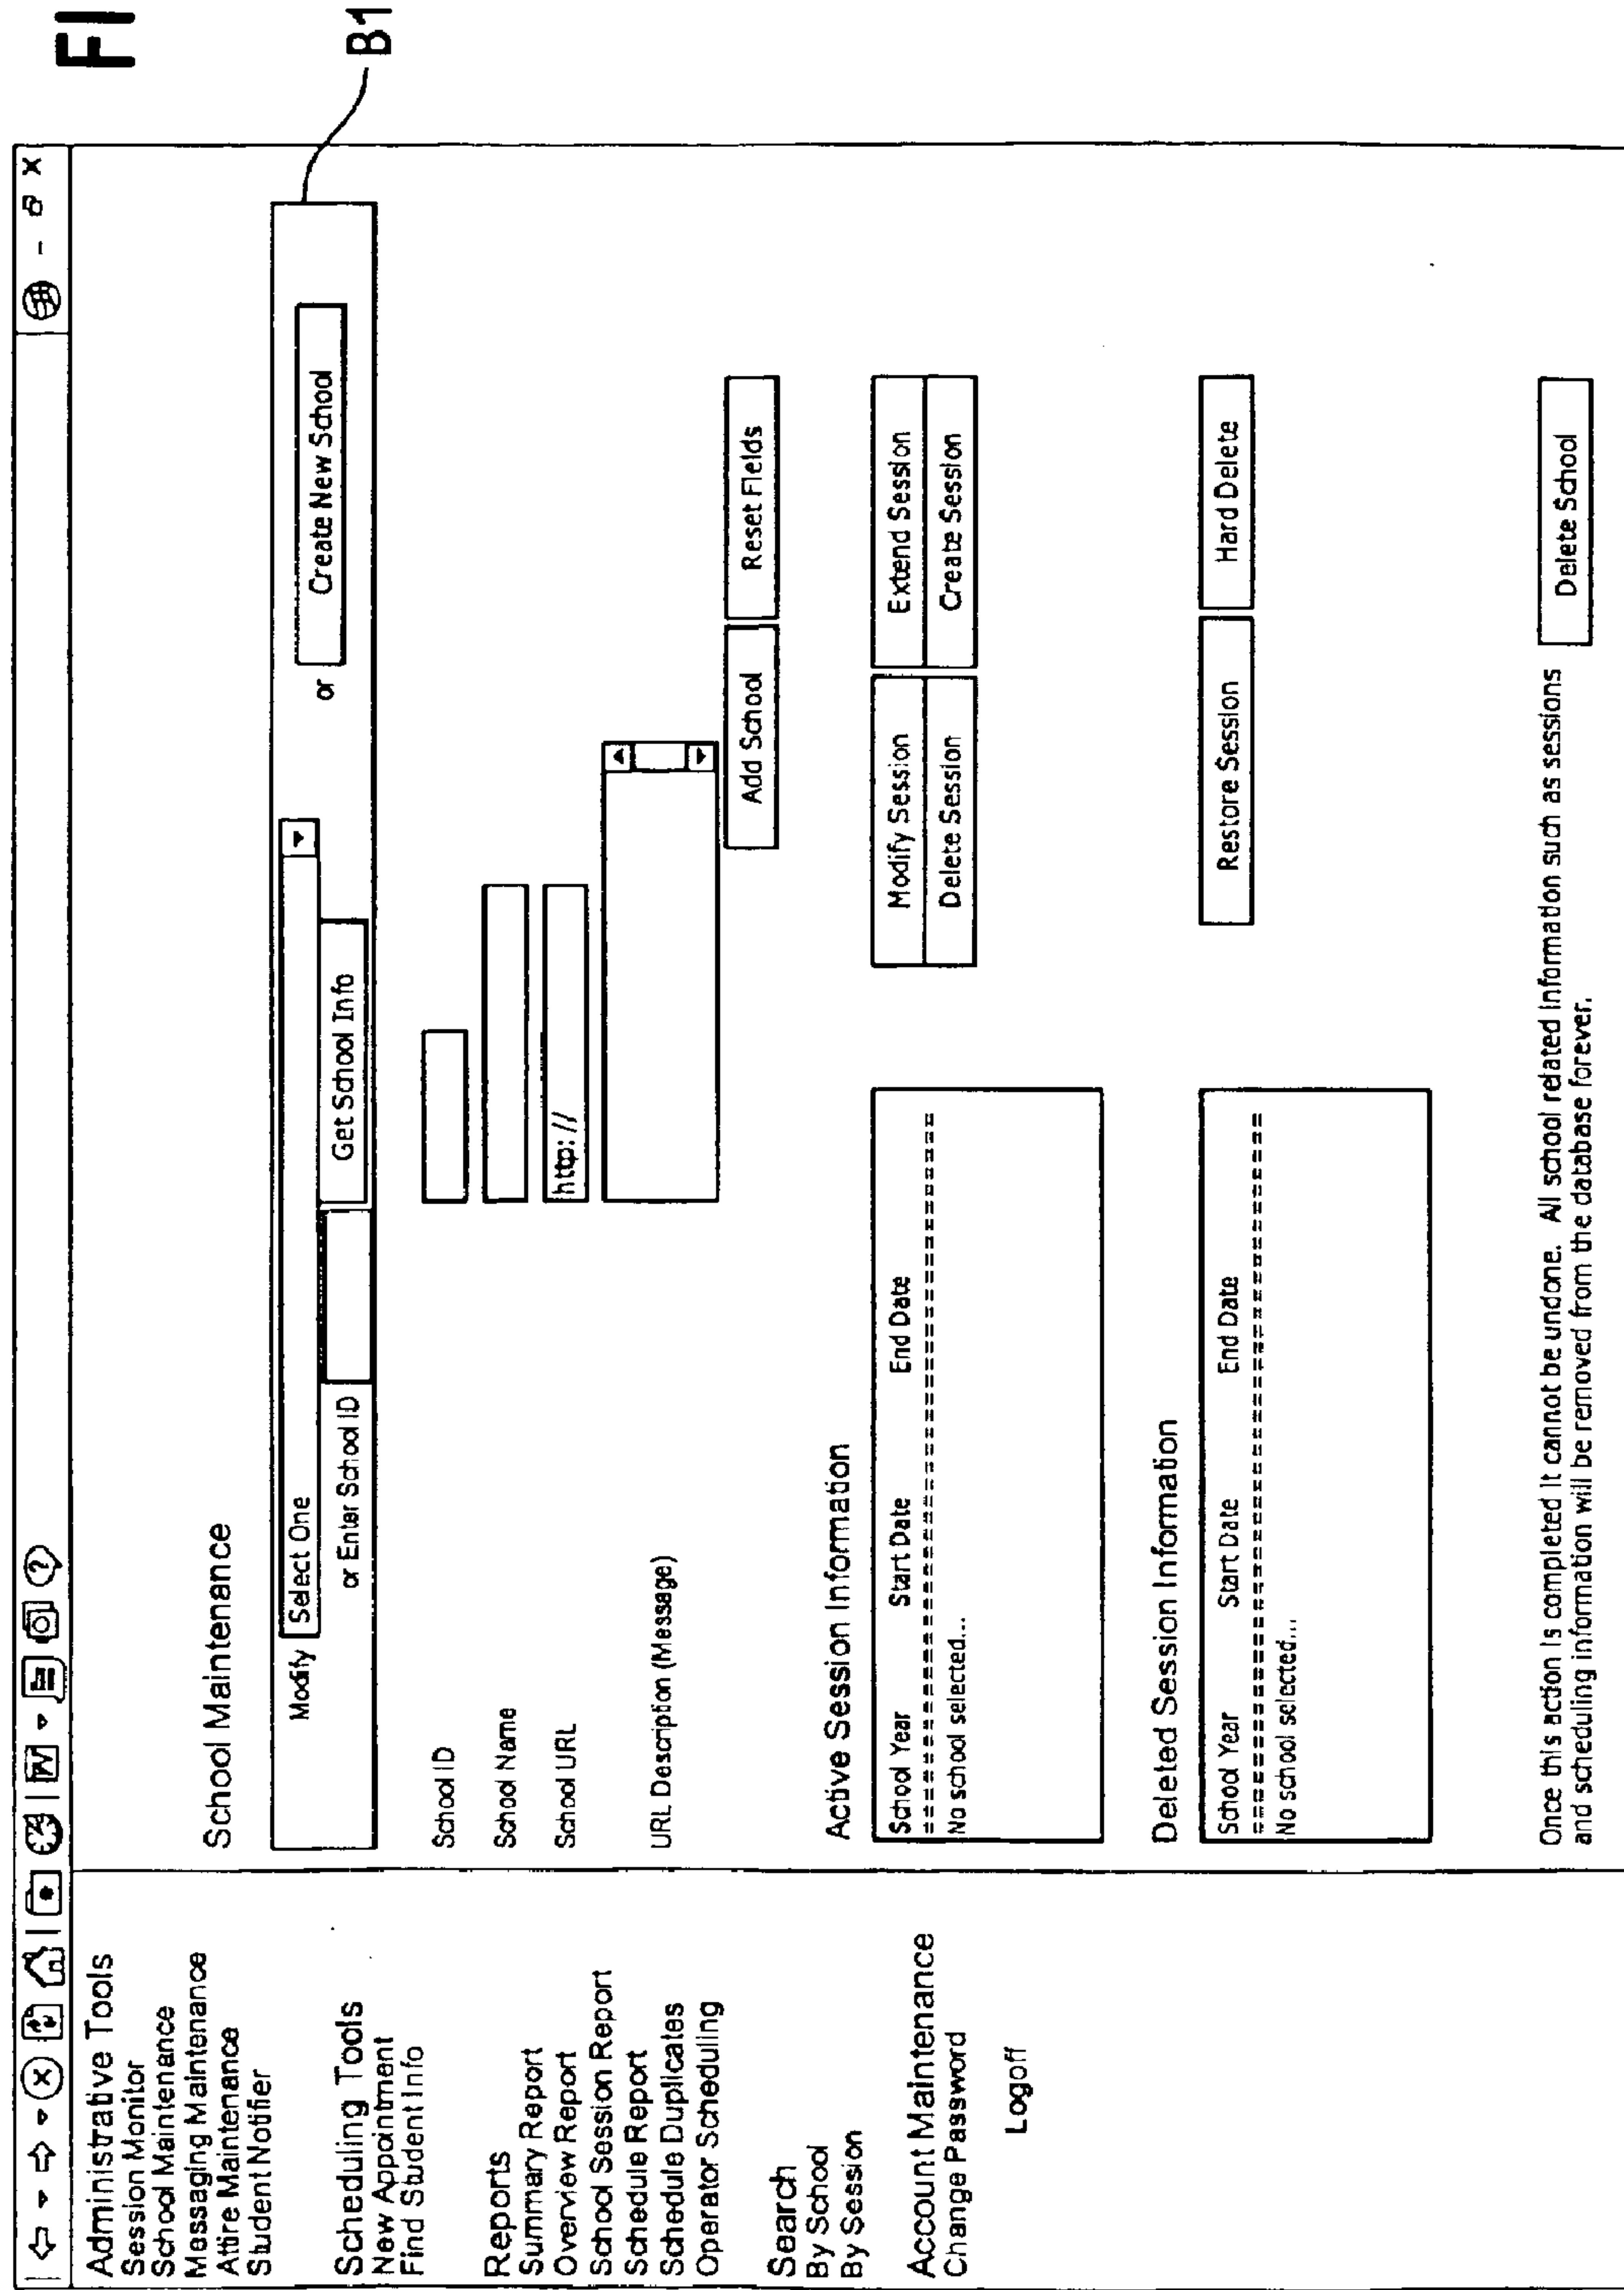 FI
B1
Administrative Tools
Session Monitor
School Maintenance
Messaging Maintenance
Attire Maintenance
Student Notifier
Scheduling Tools
New Appointment
Find Student Info
Reports
Summary Report
Overview Report
School Session Report
Schedule Report
Schedule Duplicates
Operator Scheduling
Search
By School
By Session
Account Maintenance
Change Password
Logoff
School Maintenance
Modify Select One or Create New School
or Enter School ID Get School Info
School ID
School Name
School URL http://
URL Description (Message)
Add School Reset Fields
Active Session Information
School Year Start Date End Date
No school selected...
Modify Session Extend Session
Delete Session Create Session
Deleted Session Information
School Year Start Date End Date
No school selected...
Restore Session Hard Delete
Once this action is completed it cannot be undone. All school related information such as sessions
and scheduling information will be removed from the database forever.
Delete School